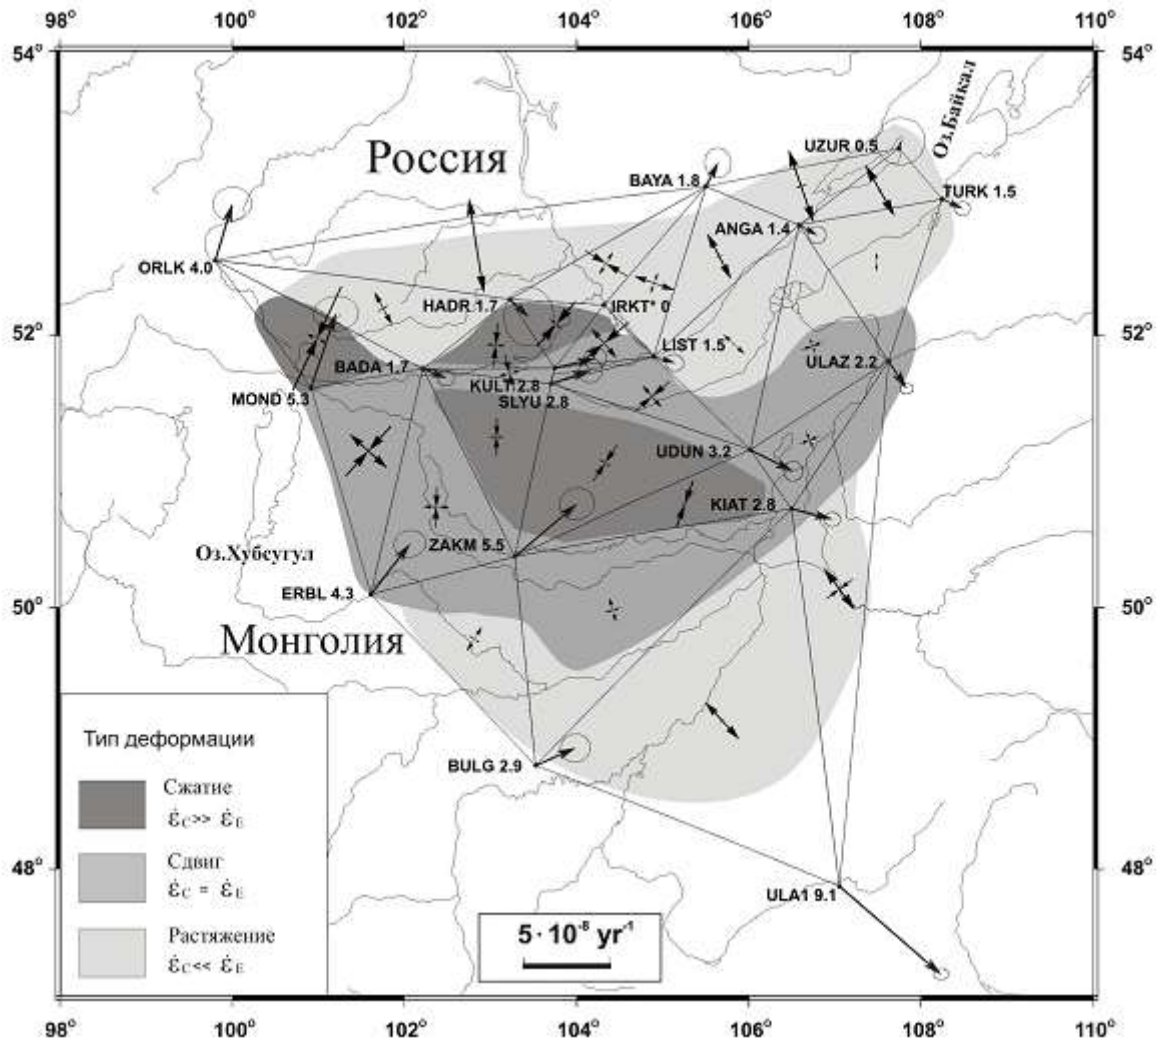 98° 100° 102° 104° 106° 108° 110°
54° 54°
Оз.Байкал
Россия
UZUR 0.5
BAYA 1.8
TURK 1.5
ANGA 1.4
ORLK 4.0
HADR 1.7 IRKT* 0
52° 52°
LIST 1.5
BADA 1.7 ULAZ 2.2
KULT 2.8
MOND 5.3 SLYU 2.8
UDUN 3.2
KIAT 2.8
ZAKM 5.5
Оз.Хубсугул
ERBL 4.3
50° 50°
Монголия
Тип деформации
BULG 2.9
Сжатие
ε̇C>> ε̇E
Сдвиг
ε̇C = ε̇E
48° 48°
ULA1 9.1
Растяжение
ε̇C<< ε̇E
5·10⁻⁸ yr⁻¹
98° 100° 102° 104° 106° 108° 110°